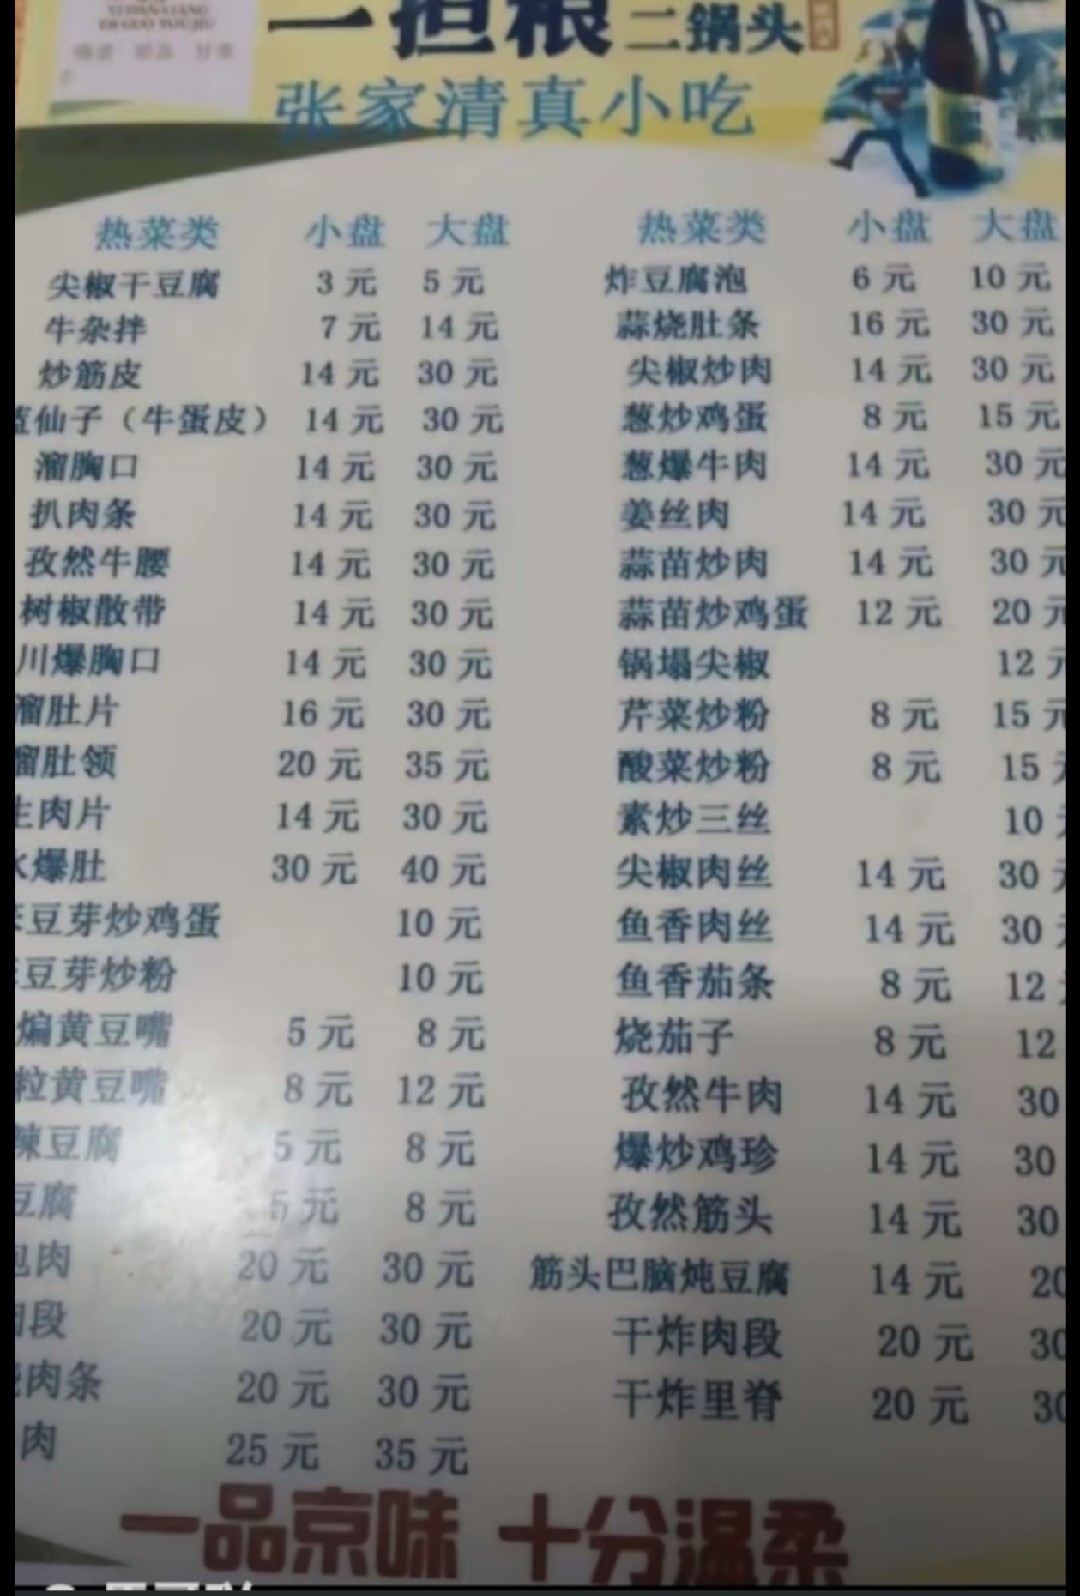 YIDANLIANG
ERGUOTOUJIU
一担粮二锅头
张家清真小吃
热菜类 小盘 大盘 热菜类 小盘 大盘
尖椒干豆腐 3元 5元 炸豆腐泡 6元 10元
牛杂拌 7元 14元 蒜烧肚条 16元 30元
炒筋皮 14元 30元 尖椒炒肉 14元 30元
仙子（牛蛋皮） 14元 30元 葱炒鸡蛋 8元 15元
溜胸口 14元 30元 葱爆牛肉 14元 30元
扒肉条 14元 30元 姜丝肉 14元 30元
孜然牛腰 14元 30元 蒜苗炒肉 14元 30元
树椒散带 14元 30元 蒜苗炒鸡蛋 12元 20元
川爆胸口 14元 30元 锅塌尖椒 12元
溜肚片 16元 30元 芹菜炒粉 8元 15元
溜肚领 20元 35元 酸菜炒粉 8元 15
生肉片 14元 30元 素炒三丝 10
爆肚 30元 40元 尖椒肉丝 14元 30
豆芽炒鸡蛋 10元 鱼香肉丝 14元 30
豆芽炒粉 10元 鱼香茄条 8元 12
煸黄豆嘴 5元 8元 烧茄子 8元 12
粒黄豆嘴 8元 12元 孜然牛肉 14元 30
辣豆腐 5元 8元 爆炒鸡珍 14元 30
豆腐 5元 8元 孜然筋头 14元 30
包肉 20元 30元 筋头巴脑炖豆腐 14元 20
段 20元 30元 干炸肉段 20元 30
肉条 20元 30元 干炸里脊 20元 30
肉 25元 35元
一品京味 十分温柔